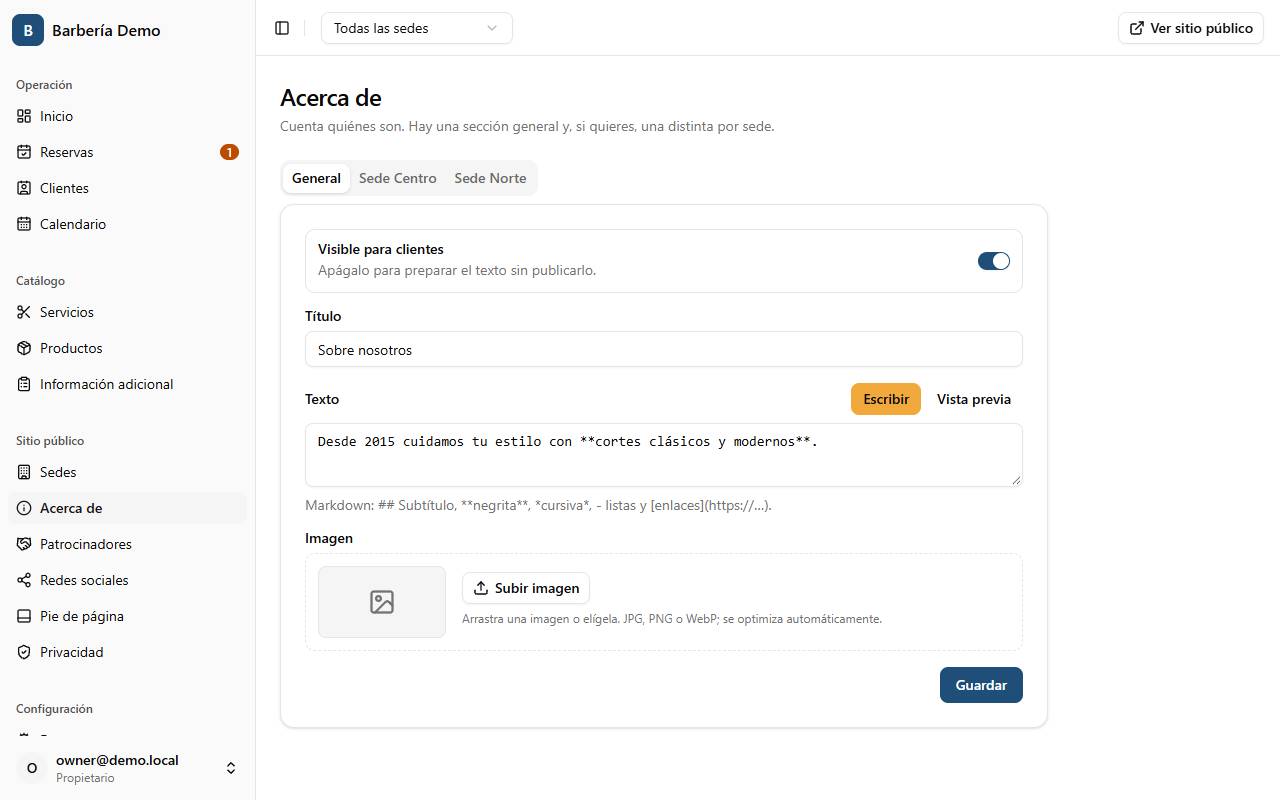 B Barbería Demo
Todas las sedes
Ver sitio público
Operación
Inicio
Reservas 1
Clientes
Calendario
Catálogo
Servicios
Productos
Información adicional
Sitio público
Sedes
Acerca de
Patrocinadores
Redes sociales
Pie de página
Privacidad
Configuración
O owner@demo.local
Propietario
Acerca de
Cuenta quiénes son. Hay una sección general y, si quieres, una distinta por sede.
General Sede Centro Sede Norte
Visible para clientes
Apágalo para preparar el texto sin publicarlo.
Título
Sobre nosotros
Texto Escribir Vista previa
Desde 2015 cuidamos tu estilo con **cortes clásicos y modernos**.
Markdown: ## Subtítulo, **negrita**, *cursiva*, - listas y [enlaces](https://...).
Imagen
Subir imagen
Arrastra una imagen o elígela. JPG, PNG o WebP; se optimiza automáticamente.
Guardar